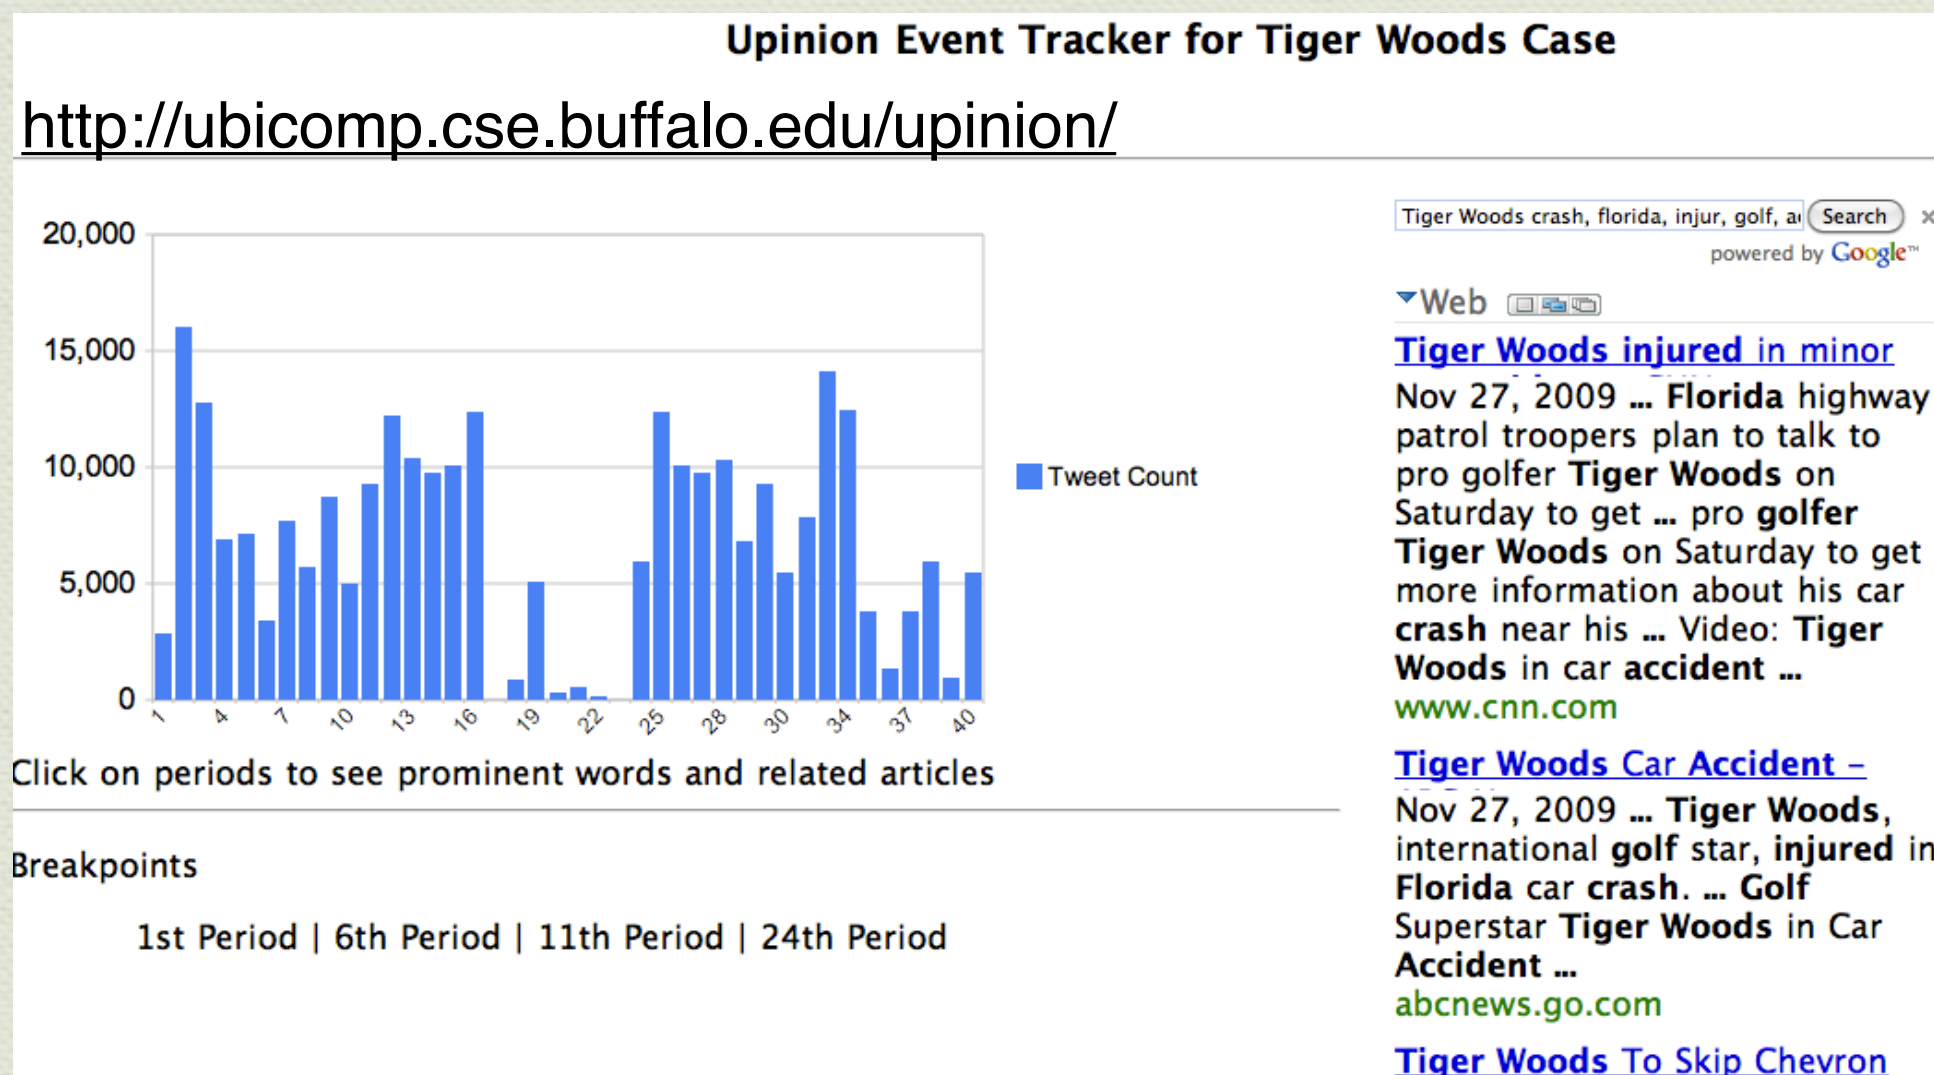 Upinion Event Tracker for Tiger Woods Case
http://ubicomp.cse.buffalo.edu/upinion/
20,000
15,000
10,000
5,000
0
1 4 7 10 13 16 19 22 25 28 30 34 37 40
Tweet Count
Click on periods to see prominent words and related articles
Breakpoints
1st Period | 6th Period | 11th Period | 24th Period
Tiger Woods crash, florida, injur, golf, a
Search
powered by Google™
Web
Tiger Woods injured in minor
Nov 27, 2009 ... Florida highway
patrol troopers plan to talk to
pro golfer Tiger Woods on
Saturday to get ... pro golfer
Tiger Woods on Saturday to get
more information about his car
crash near his ... Video: Tiger
Woods in car accident ...
www.cnn.com
Tiger Woods Car Accident –
Nov 27, 2009 ... Tiger Woods,
international golf star, injured in
Florida car crash. ... Golf
Superstar Tiger Woods in Car
Accident ...
abcnews.go.com
Tiger Woods To Skip Chevron